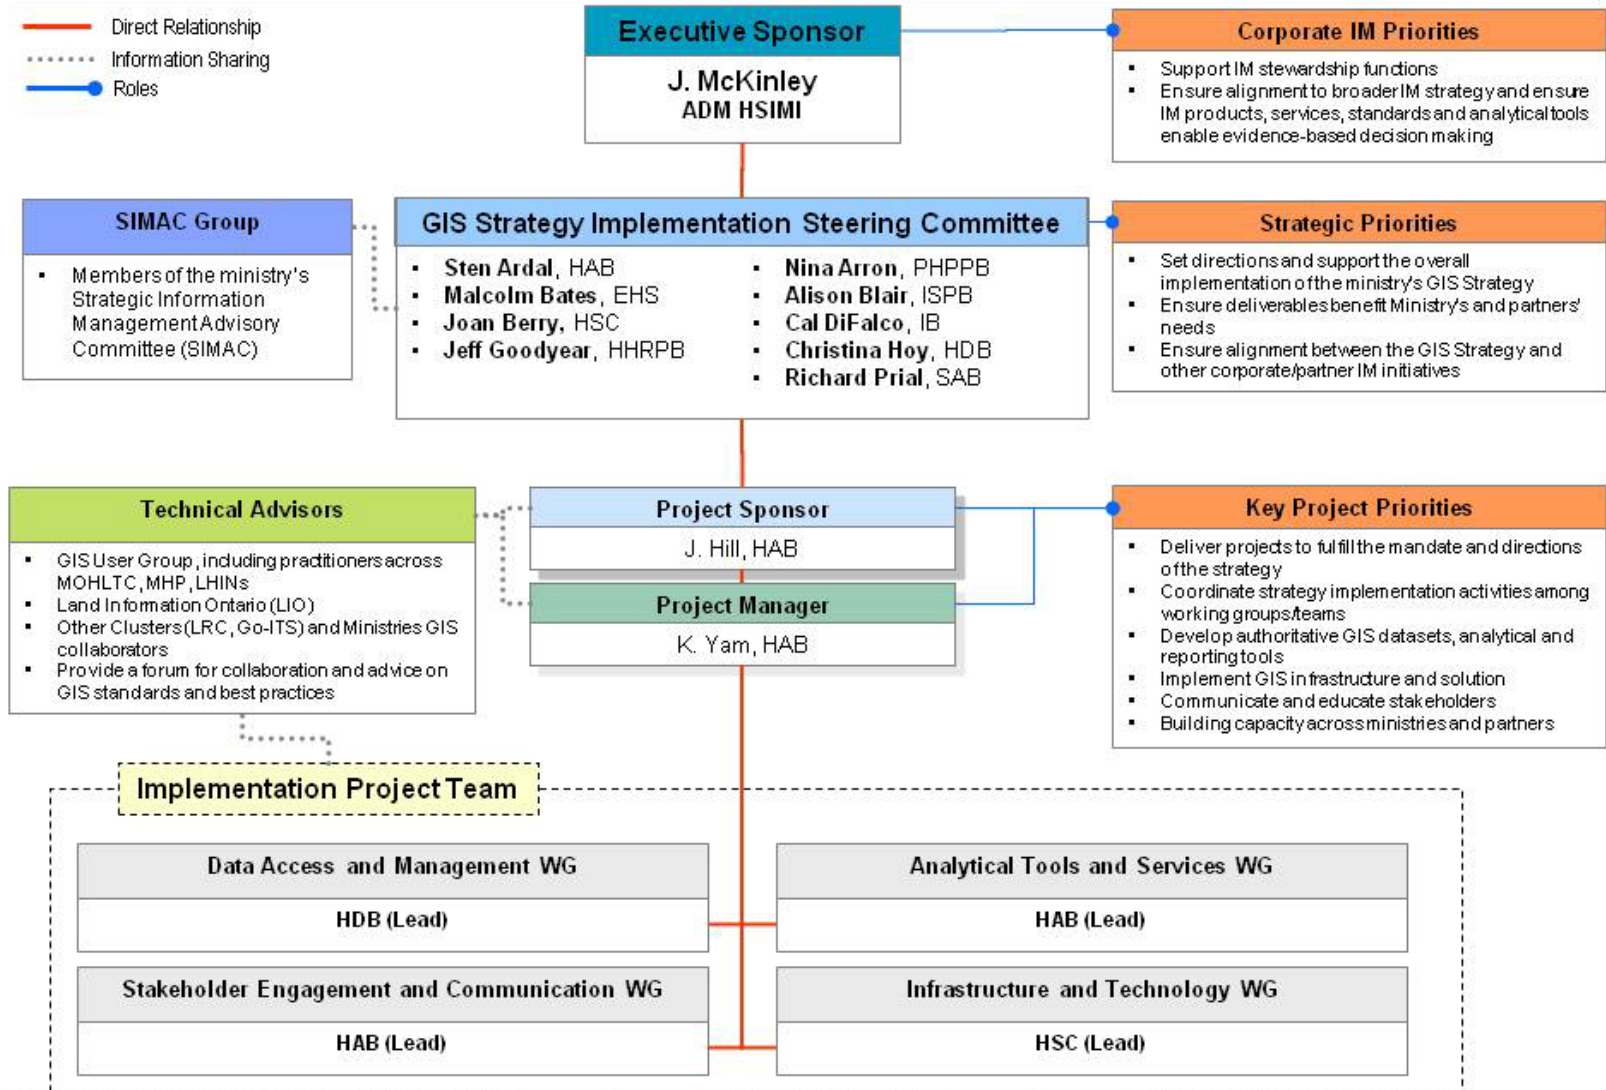 Direct Relationship
Information Sharing
Roles
Executive Sponsor
J. McKinley
ADM HSIMI
Corporate IM Priorities
▪ Support IM stewardship functions
▪ Ensure alignment to broader IM strategy and ensure
IM products, services, standards and analytical tools
enable evidence-based decision making
SIMAC Group
▪ Members of the ministry's
Strategic Information
Management Advisory
Committee (SIMAC)
GIS Strategy Implementation Steering Committee
▪ Sten Ardal, HAB
▪ Malcolm Bates, EHS
▪ Joan Berry, HSC
▪ Jeff Goodyear, HHRPB
▪ Nina Arron, PHPPB
▪ Alison Blair, ISPB
▪ Cal DiFalco, IB
▪ Christina Hoy, HDB
▪ Richard Prial, SAB
Strategic Priorities
▪ Set directions and support the overall
implementation of the ministry's GIS Strategy
▪ Ensure deliverables benefit Ministry's and partners'
needs
▪ Ensure alignment between the GIS Strategy and
other corporate/partner IM initiatives
Technical Advisors
▪ GIS User Group, including practitioners across
MOHLTC, MHP, LHINs
▪ Land Information Ontario (LIO)
▪ Other Clusters (LRC, Go-ITS) and Ministries GIS
collaborators
▪ Provide a forum for collaboration and advice on
GIS standards and best practices
Project Sponsor
J. Hill, HAB
Project Manager
K. Yam, HAB
Key Project Priorities
▪ Deliver projects to fulfill the mandate and directions
of the strategy
▪ Coordinate strategy implementation activities among
working groups/teams
▪ Develop authoritative GIS datasets, analytical and
reporting tools
▪ Implement GIS infrastructure and solution
▪ Communicate and educate stakeholders
▪ Building capacity across ministries and partners
Implementation Project Team
Data Access and Management WG
HDB (Lead)
Analytical Tools and Services WG
HAB (Lead)
Stakeholder Engagement and Communication WG
HAB (Lead)
Infrastructure and Technology WG
HSC (Lead)